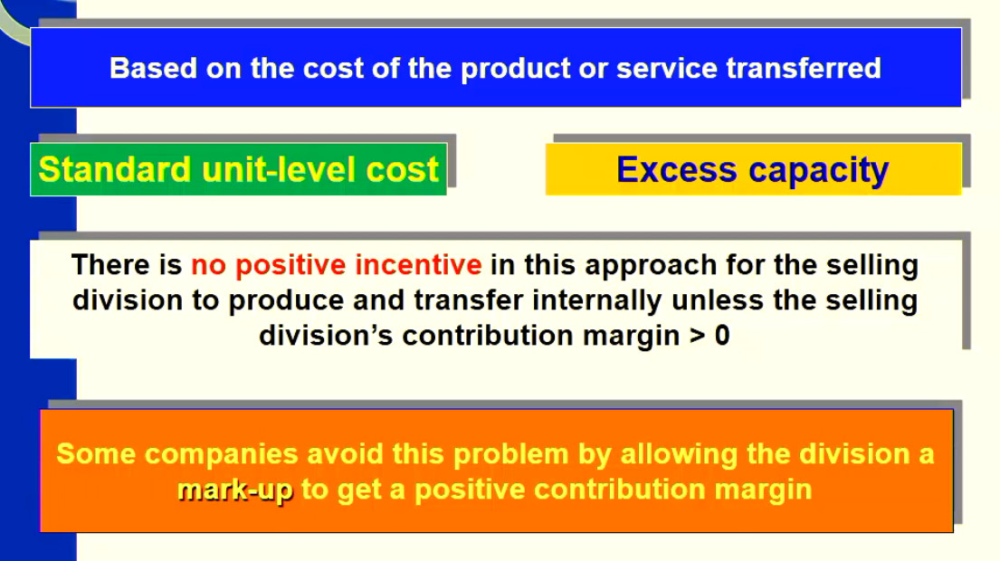 Based on the cost of the product or service transferred
Standard unit-level cost
Excess capacity
There is no positive incentive in this approach for the selling
division to produce and transfer internally unless the selling
division’s contribution margin > 0
Some companies avoid this problem by allowing the division a
mark-up to get a positive contribution margin